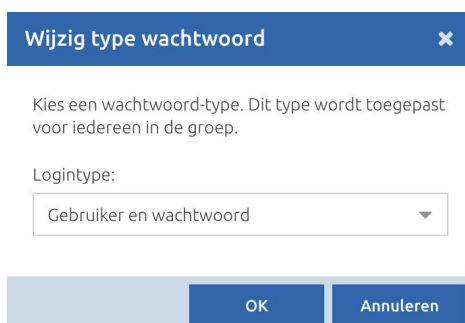 Wijzig type wachtwoord
Kies een wachtwoord-type. Dit type wordt toegepast
voor iedereen in de groep.
Logintype:
Gebruiker en wachtwoord
OK
Annuleren